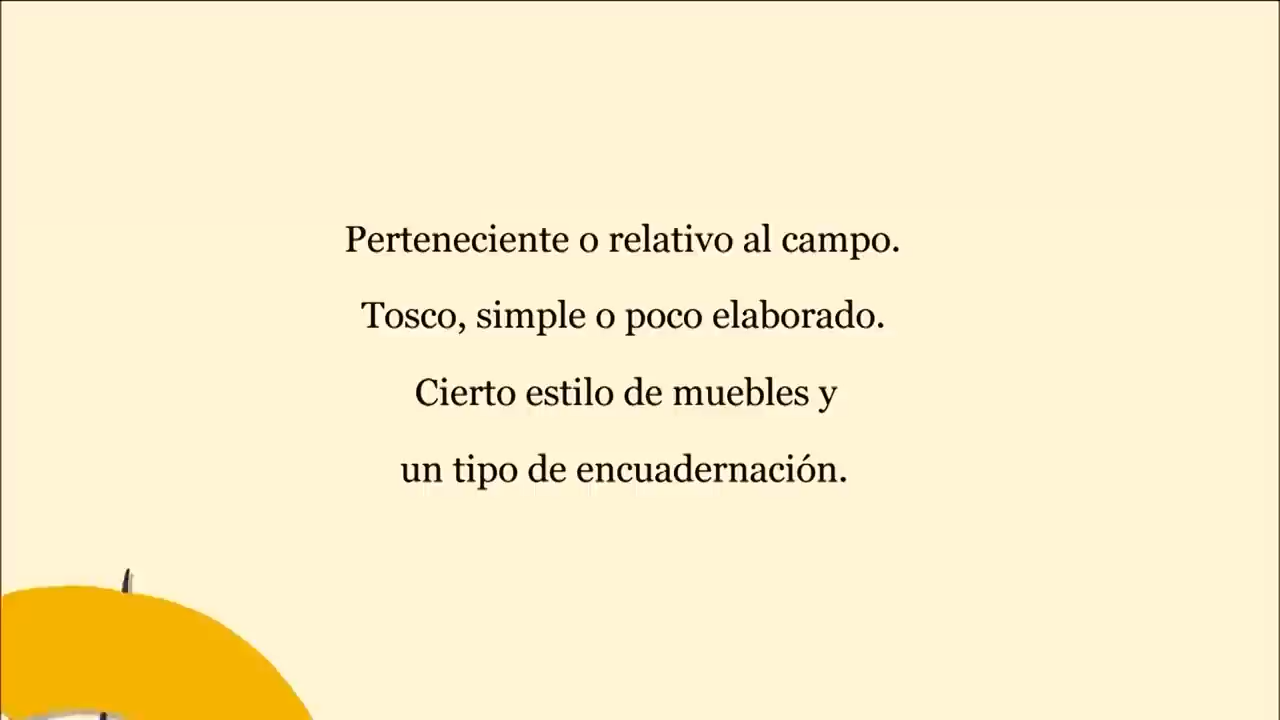 Perteneciente o relativo al campo.
Tosco, simple o poco elaborado.
Cierto estilo de muebles y
un tipo de encuadernación.